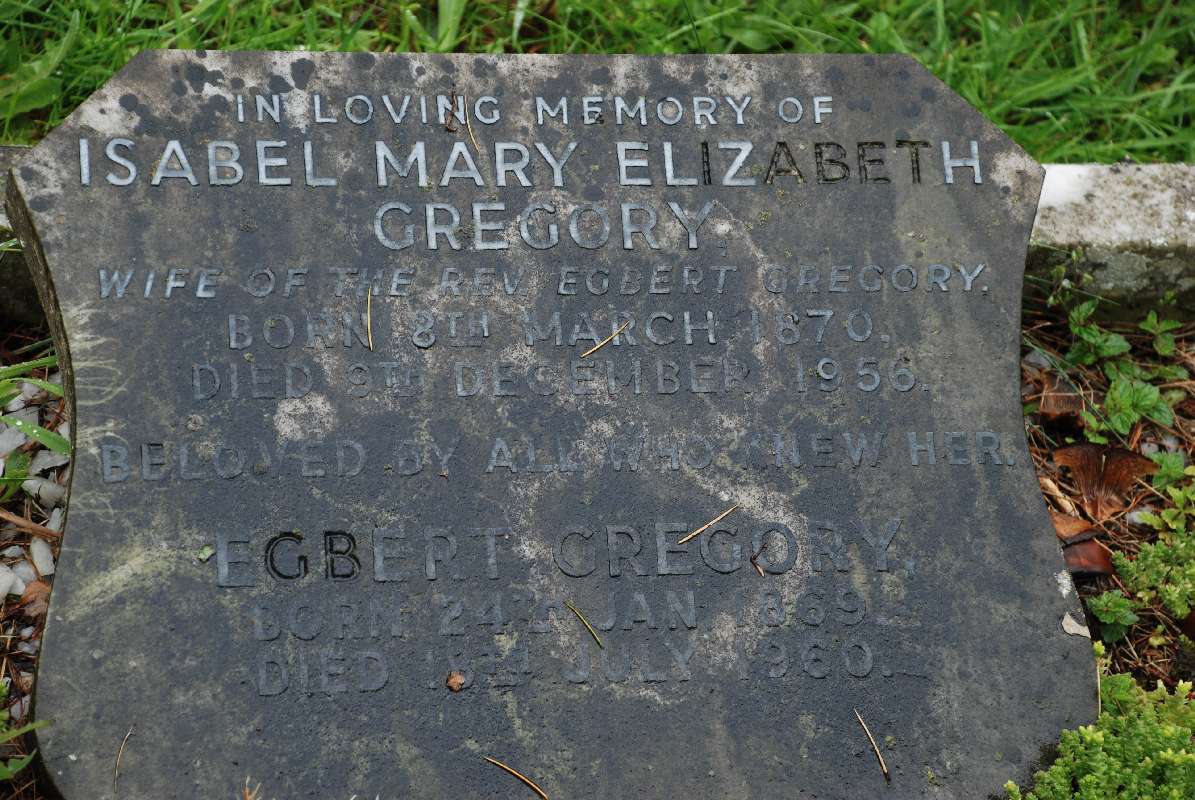 IN LOVING MEMORY OF
ISABEL MARY ELIZABETH
GREGORY.
WIFE OF THE REV. EGBERT GREGORY.
BORN 8TH MARCH 1870.
DIED 9TH DECEMBER 1956.
BELOVED BY ALL WHO KNEW HER.
EGBERT GREGORY,
BORN 24TH JAN 1869.
DIED JULY 1960.